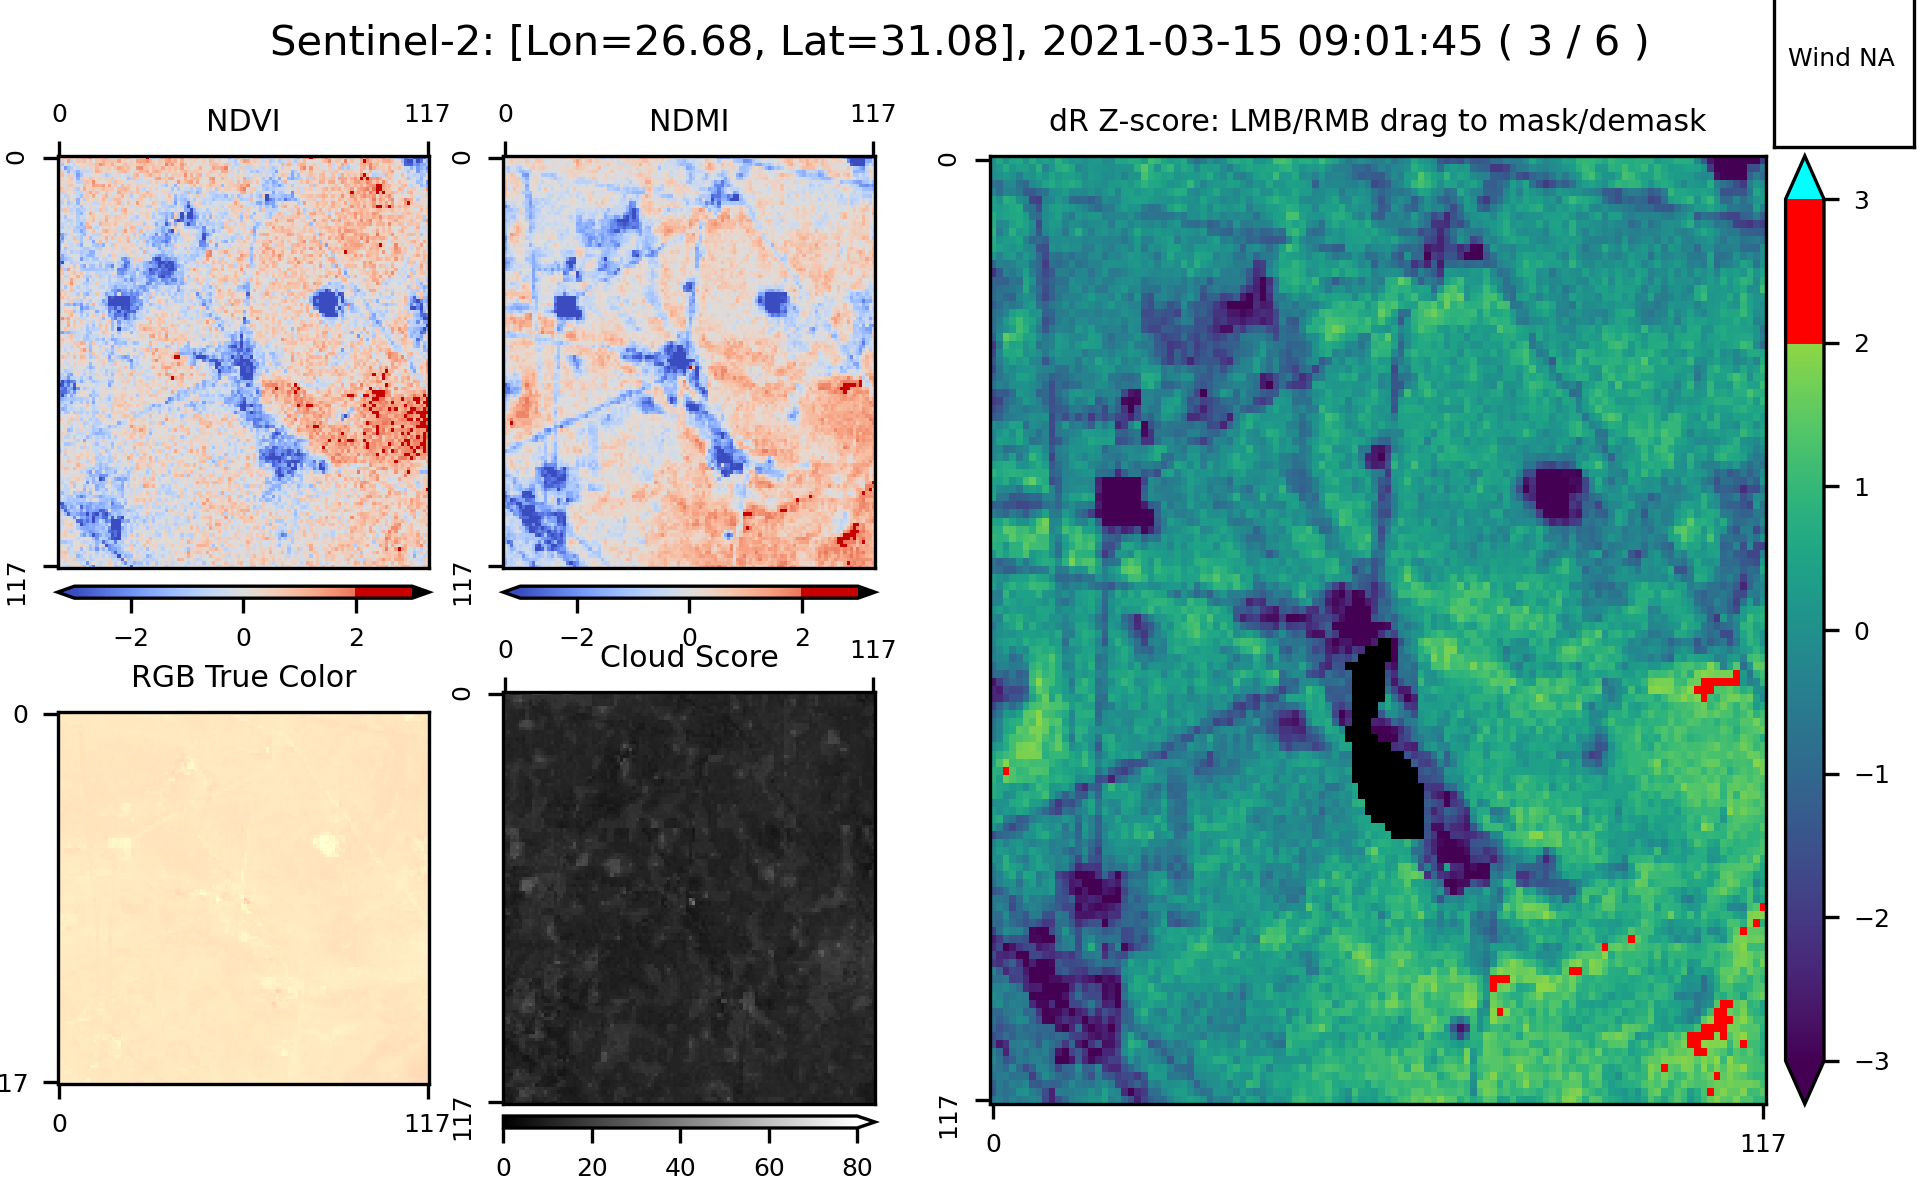 Sentinel-2: [Lon=26.68, Lat=31.08], 2021-03-15 09:01:45 ( 3 / 6 )
Wind NA
NDVI
0 117
0
117
−2 0 2
NDMI
0 117
0
117
−2 0 2
RGB True Color
0
17
0 117
Cloud Score
0 117
0
117
0 20 40 60 80
dR Z-score: LMB/RMB drag to mask/demask
0
117
0 117
3
2
1
0
−1
−2
−3